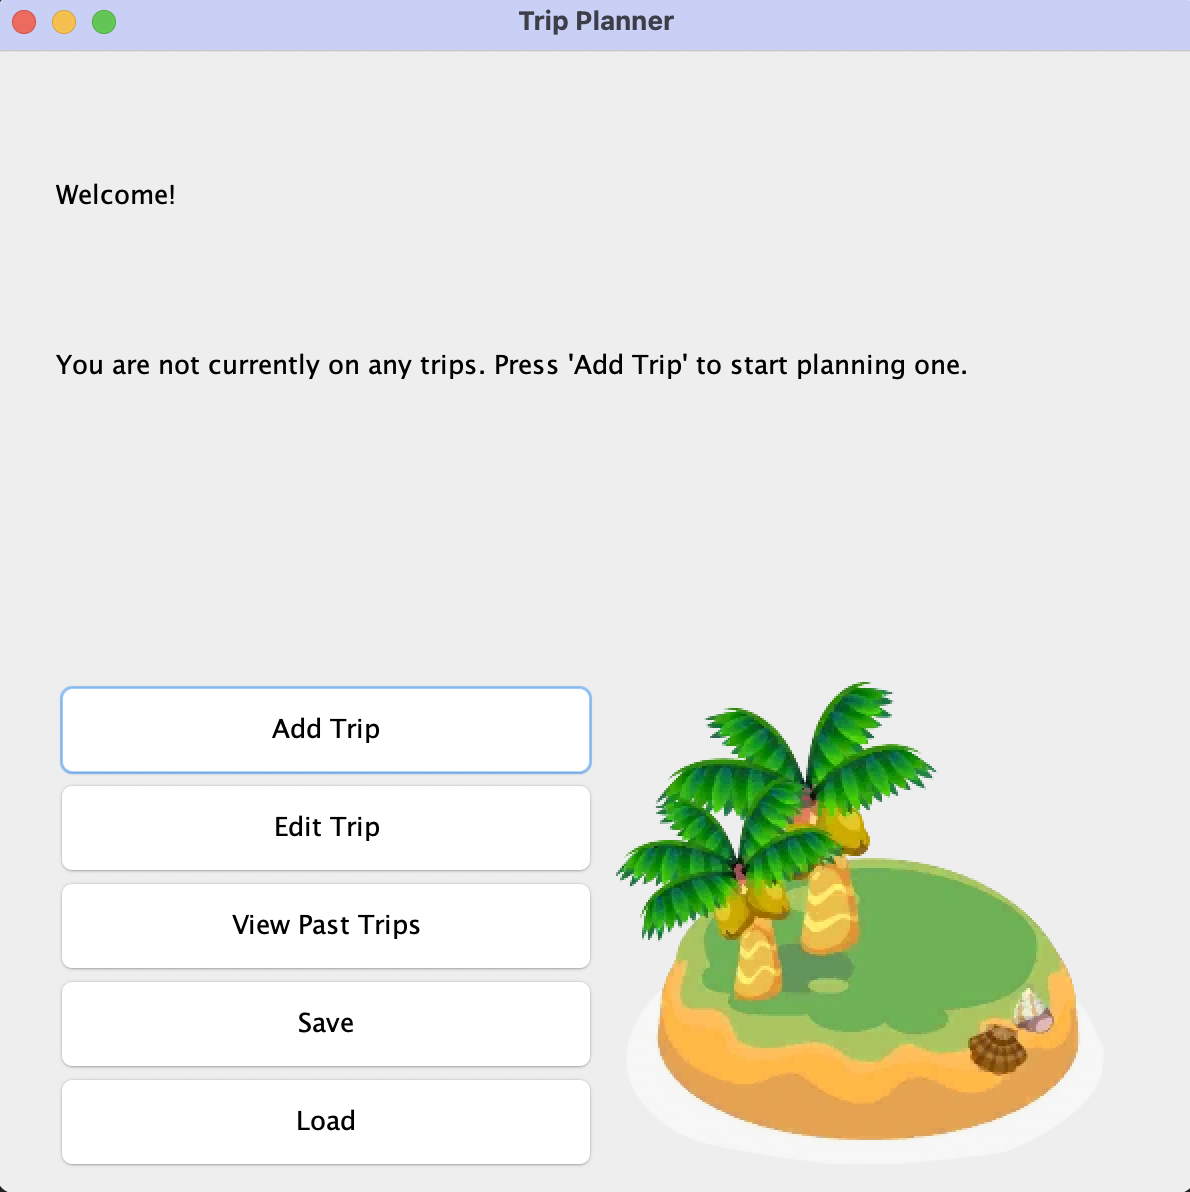 Trip Planner
Welcome!
You are not currently on any trips. Press 'Add Trip' to start planning one.
Add Trip
Edit Trip
View Past Trips
Save
Load